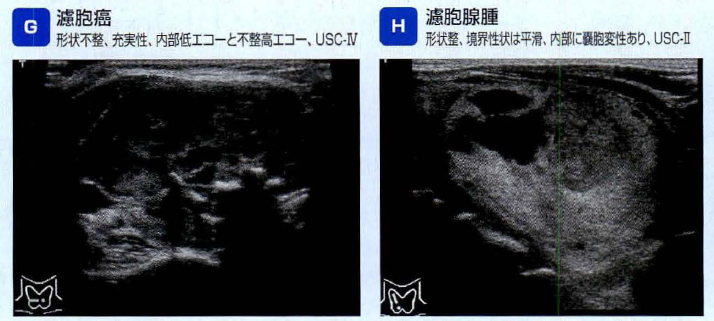 G 濾胞癌
形状不整、充実性、内部低エコーと不整高エコー、USC-Ⅳ
H 濾胞腺腫
形状整、境界性状は平滑、内部に嚢胞変性あり、USC-Ⅱ